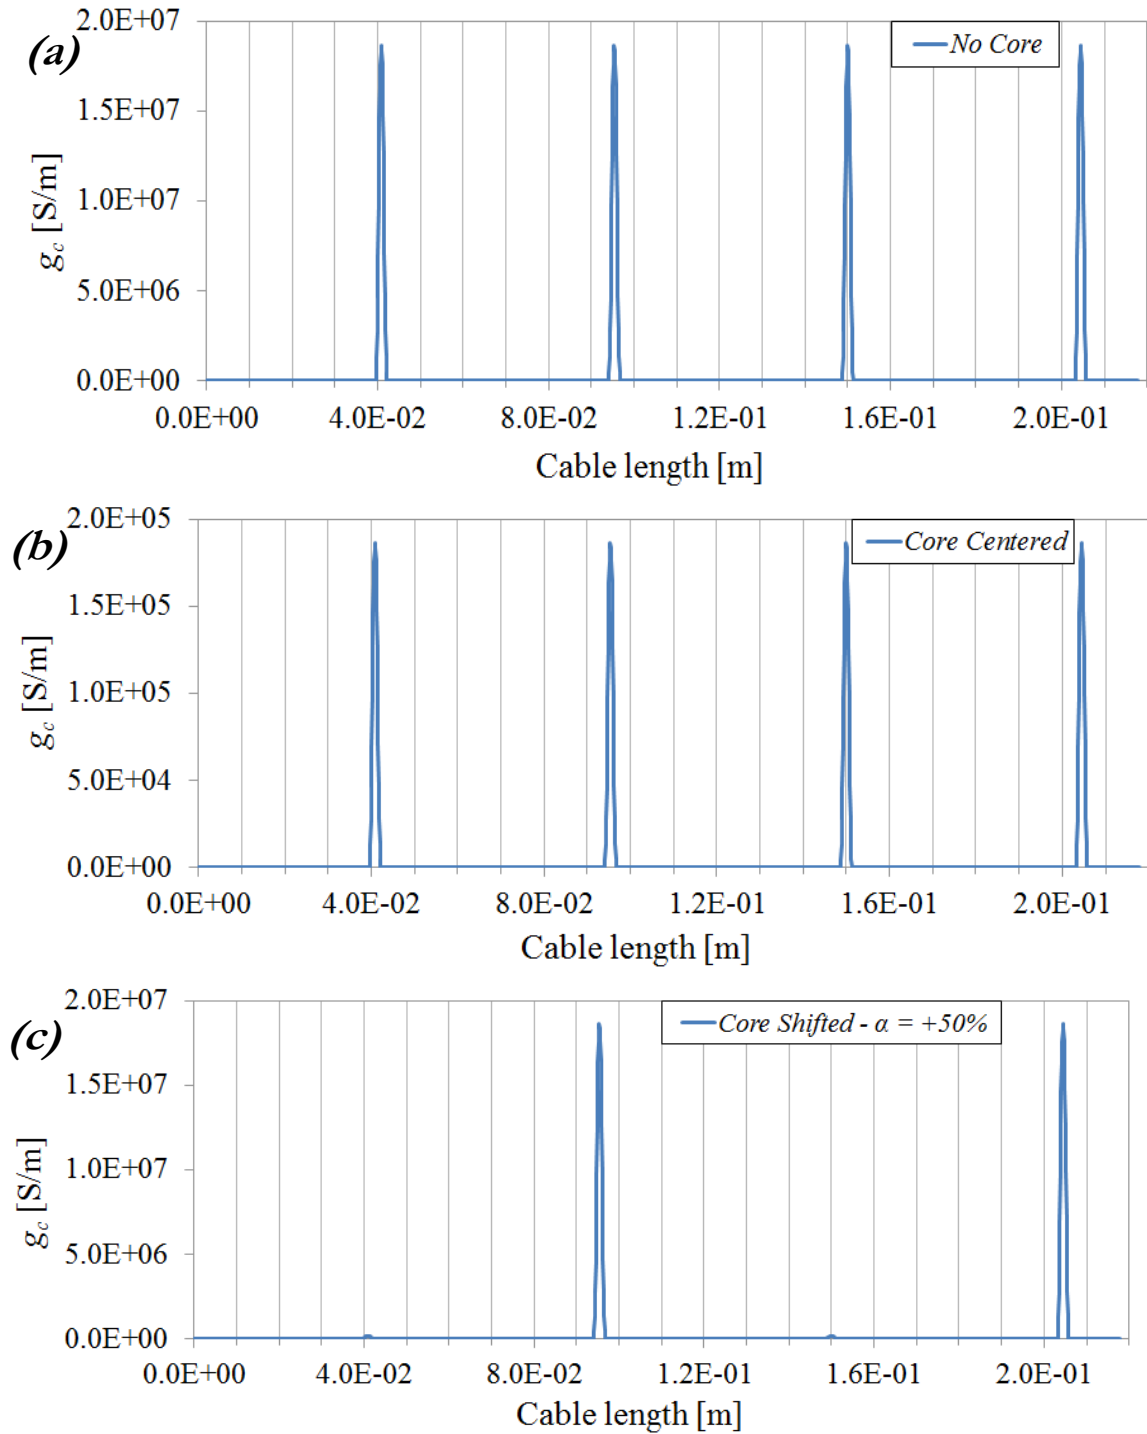 (a)
No Core
2.0E+07
1.5E+07
1.0E+07
5.0E+06
0.0E+00
g_c [S/m]
0.0E+00 4.0E-02 8.0E-02 1.2E-01 1.6E-01 2.0E-01
Cable length [m]
(b)
Core Centered
2.0E+05
1.5E+05
1.0E+05
5.0E+04
0.0E+00
g_c [S/m]
0.0E+00 4.0E-02 8.0E-02 1.2E-01 1.6E-01 2.0E-01
Cable length [m]
(c)
Core Shifted - α = +50%
2.0E+07
1.5E+07
1.0E+07
5.0E+06
0.0E+00
g_c [S/m]
0.0E+00 4.0E-02 8.0E-02 1.2E-01 1.6E-01 2.0E-01
Cable length [m]